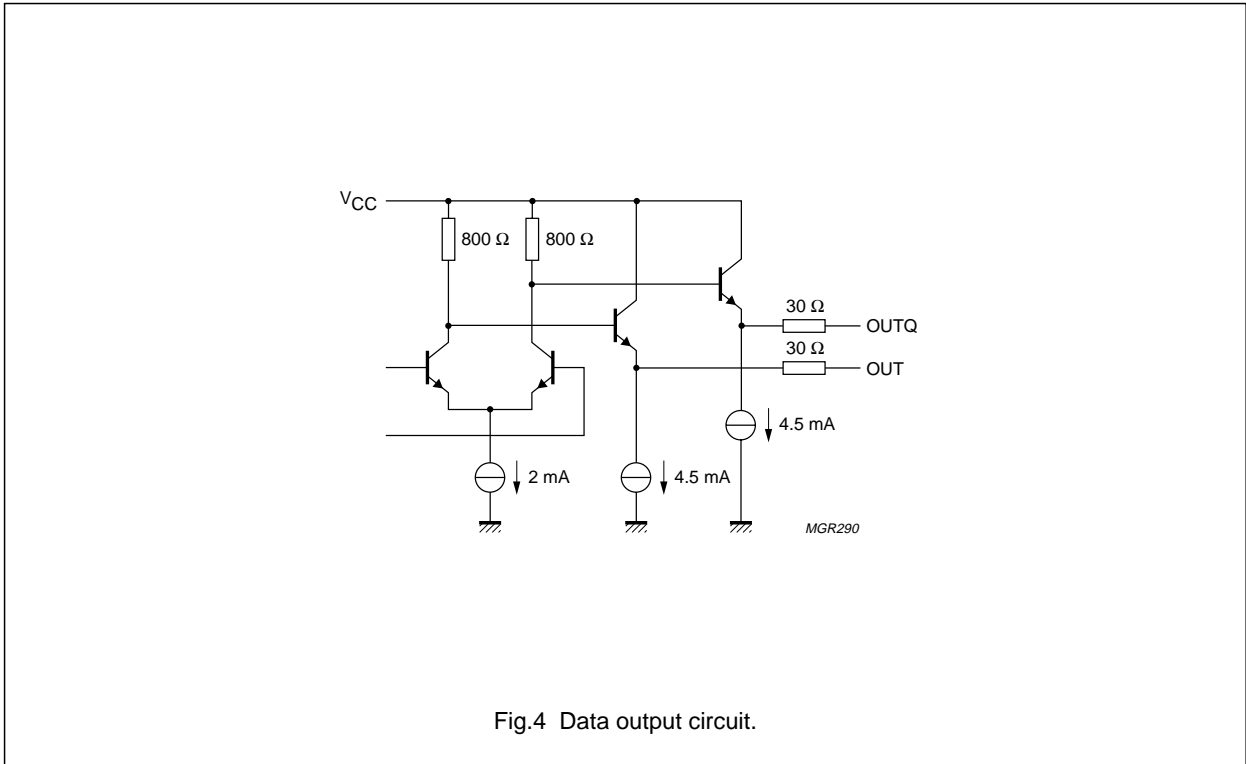 V_CC
800 Ω 800 Ω
30 Ω
OUTQ
30 Ω
OUT
4.5 mA
2 mA 4.5 mA
MGR290
Fig.4 Data output circuit.